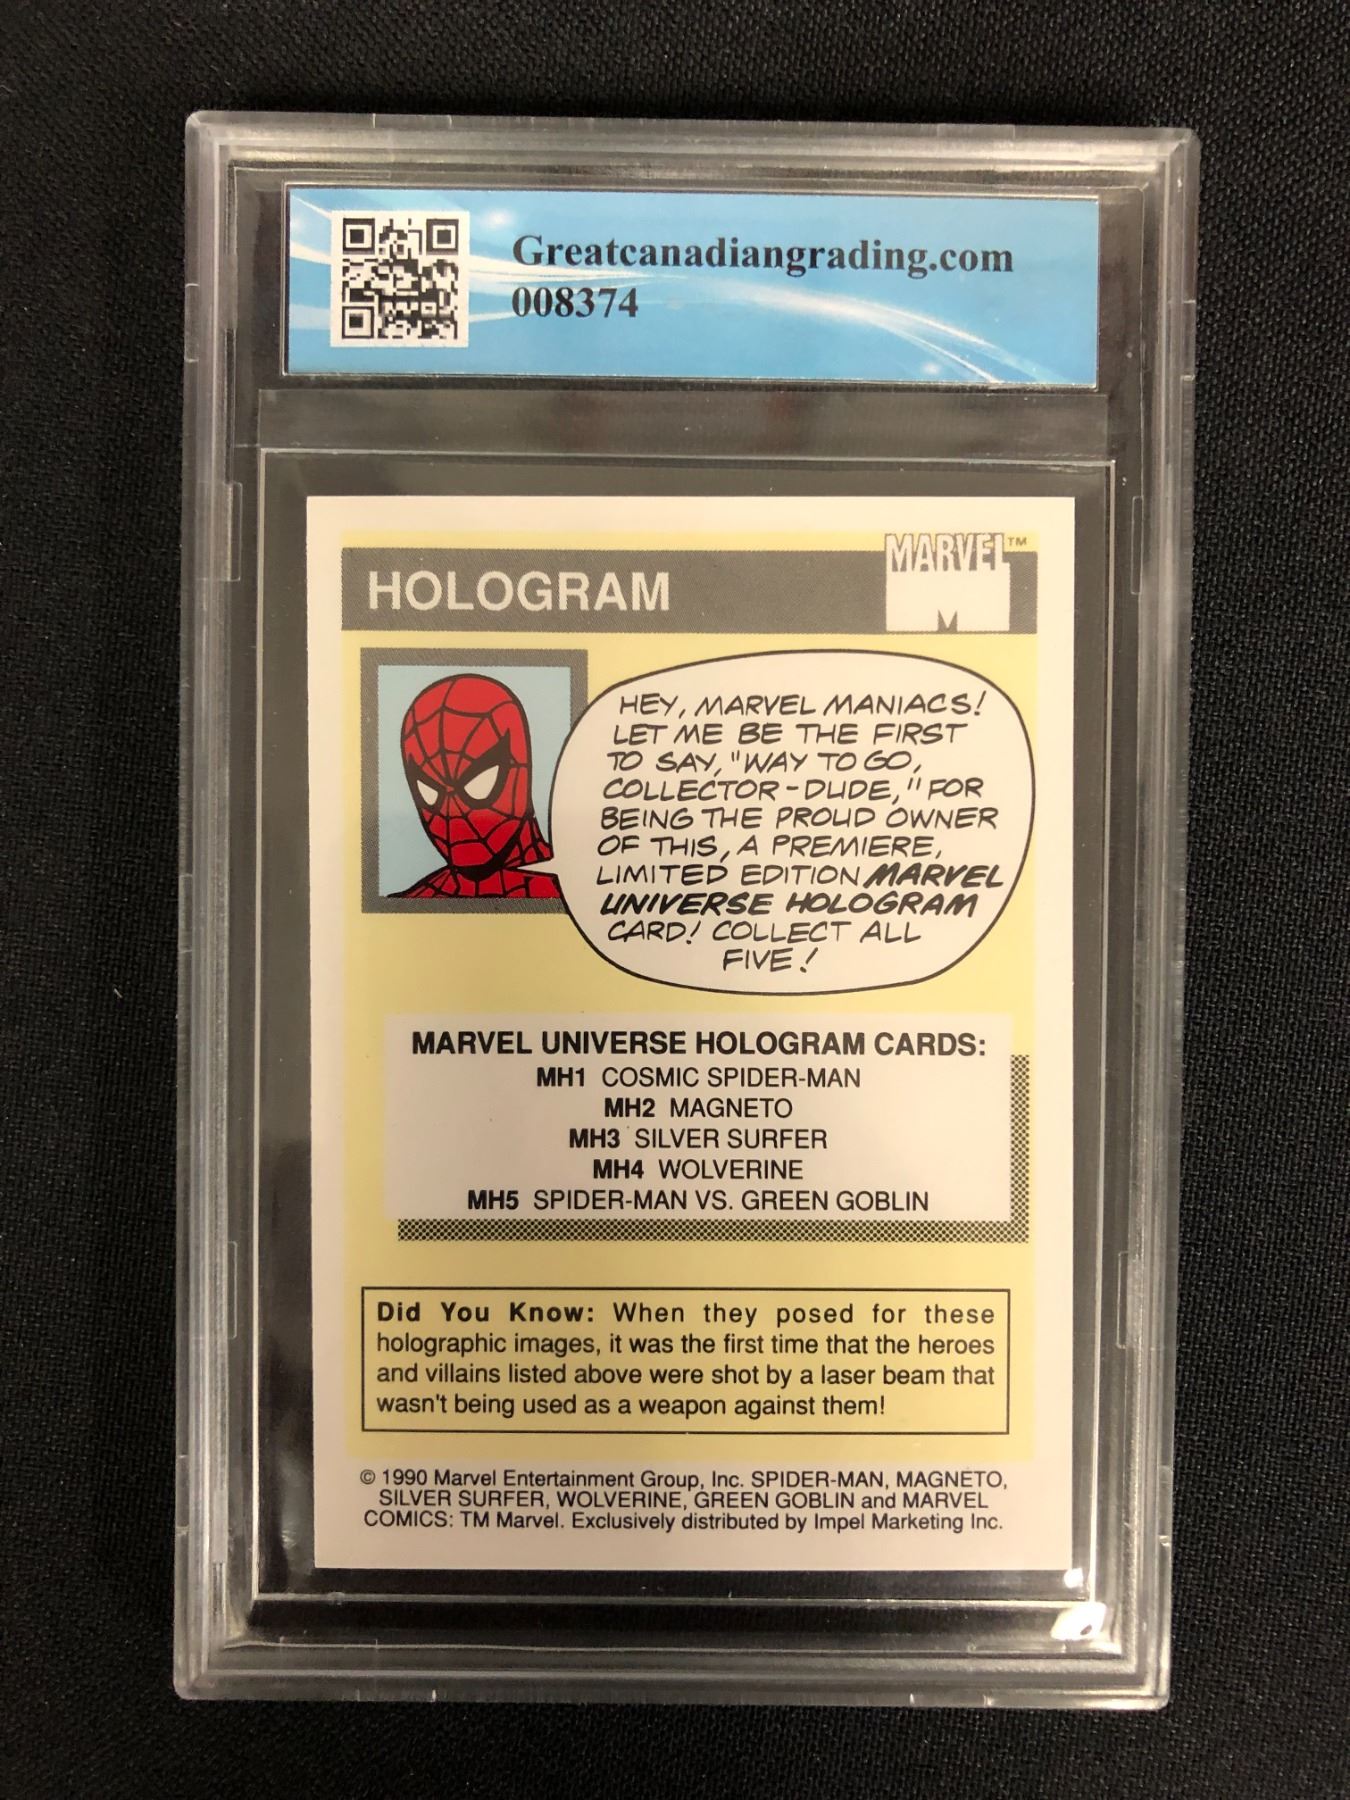 Greatcanadiangrading.com
008374
MARVEL™
HOLOGRAM
M
HEY, MARVEL MANIACS!
LET ME BE THE FIRST
TO SAY, "WAY TO GO,
COLLECTOR-DUDE," FOR
BEING THE PROUD OWNER
OF THIS, A PREMIERE,
LIMITED EDITION MARVEL
UNIVERSE HOLOGRAM
CARD! COLLECT ALL
FIVE!
MARVEL UNIVERSE HOLOGRAM CARDS:
MH1 COSMIC SPIDER-MAN
MH2 MAGNETO
MH3 SILVER SURFER
MH4 WOLVERINE
MH5 SPIDER-MAN VS. GREEN GOBLIN
Did You Know: When they posed for these
holographic images, it was the first time that the heroes
and villains listed above were shot by a laser beam that
wasn't being used as a weapon against them!
© 1990 Marvel Entertainment Group, Inc. SPIDER-MAN, MAGNETO,
SILVER SURFER, WOLVERINE, GREEN GOBLIN and MARVEL
COMICS: TM Marvel. Exclusively distributed by Impel Marketing Inc.